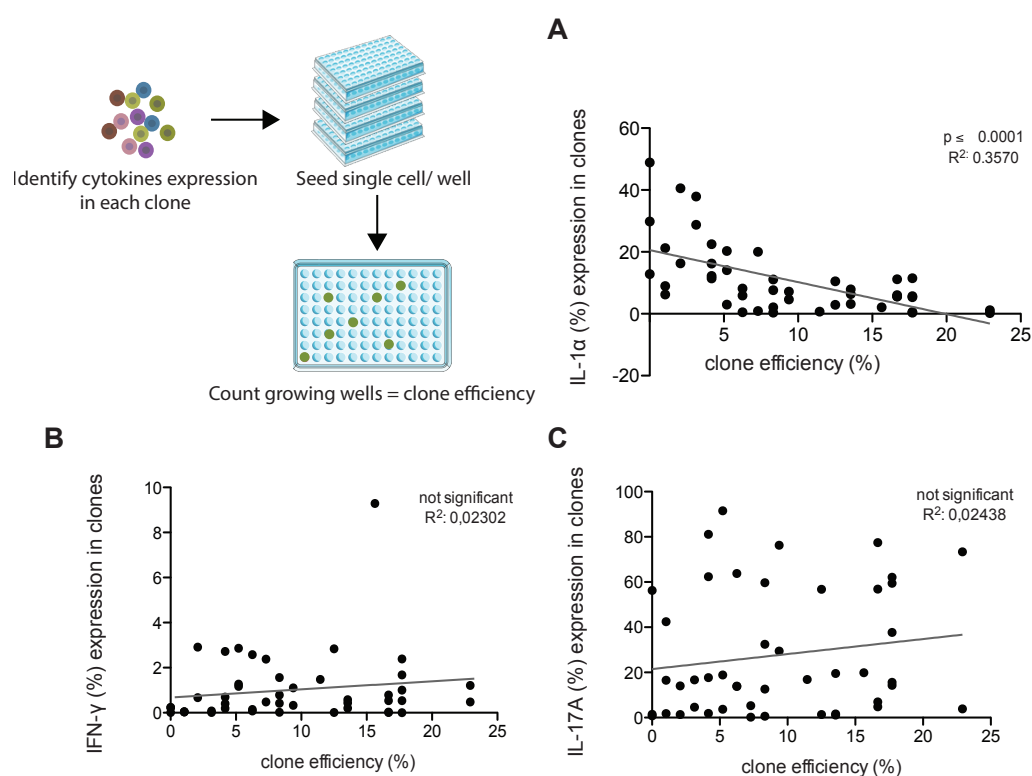 Identify cytokines expression
in each clone
Seed single cell/ well
Count growing wells = clone efficiency
A
IL-1α (%) expression in clones
60
40
20
0
-20
5
10
15
20
25
clone efficiency (%)
p ≤ 0.0001
R²: 0.3570
B
IFN-γ (%) expression in clones
10
8
6
4
2
0
0
5
10
15
20
25
clone efficiency (%)
not significant
R²: 0,02302
C
IL-17A (%) expression in clones
100
80
60
40
20
0
0
5
10
15
20
25
clone efficiency (%)
not significant
R²: 0,02438